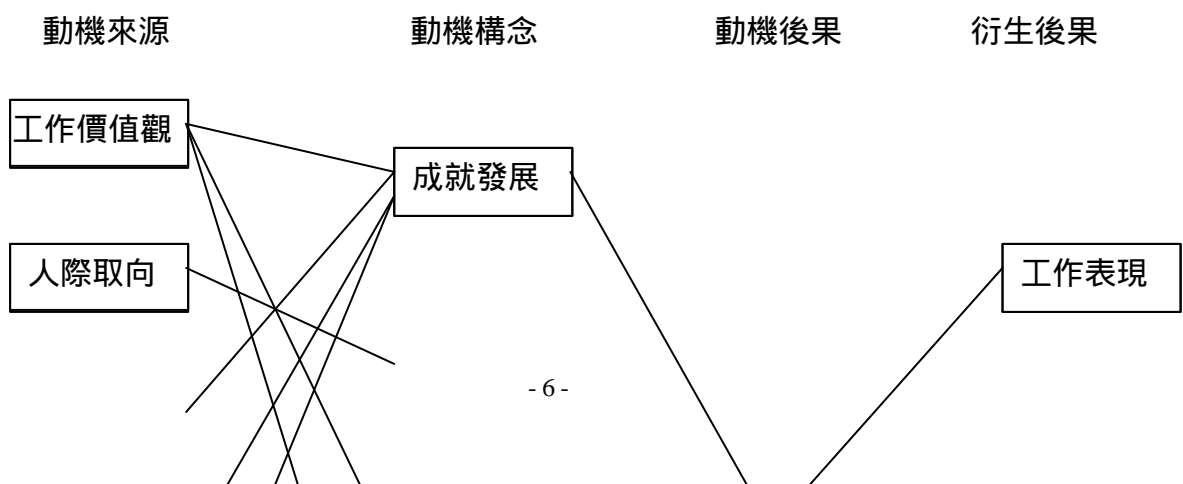 動機來源 動機構念 動機後果 衍生後果
工作價值觀
成就發展
人際取向 工作表現
- 6 -